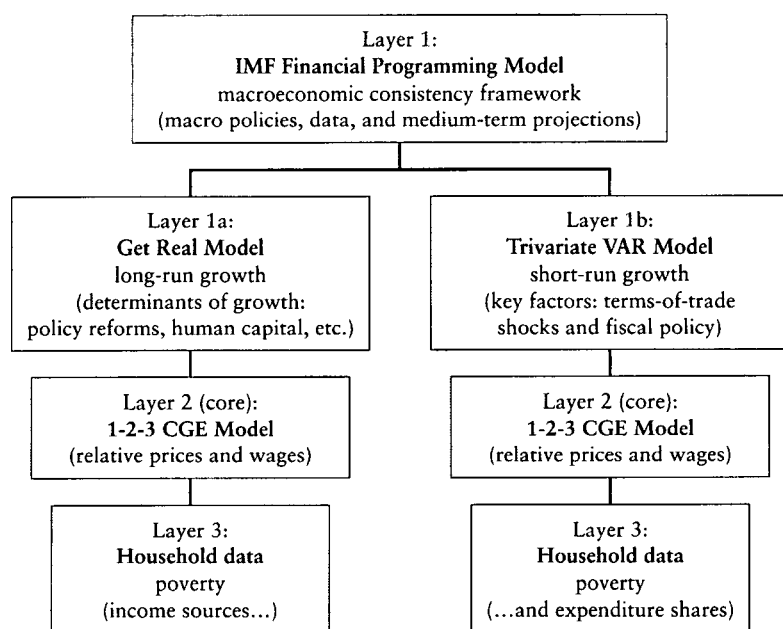 Layer 1:
IMF Financial Programming Model
macroeconomic consistency framework
(macro policies, data, and medium-term projections)
Layer 1a:
Get Real Model
long-run growth
(determinants of growth:
policy reforms, human capital, etc.)
Layer 1b:
Trivariate VAR Model
short-run growth
(key factors: terms-of-trade
shocks and fiscal policy)
Layer 2 (core):
1-2-3 CGE Model
(relative prices and wages)
Layer 2 (core):
1-2-3 CGE Model
(relative prices and wages)
Layer 3:
Household data
poverty
(income sources...)
Layer 3:
Household data
poverty
(...and expenditure shares)